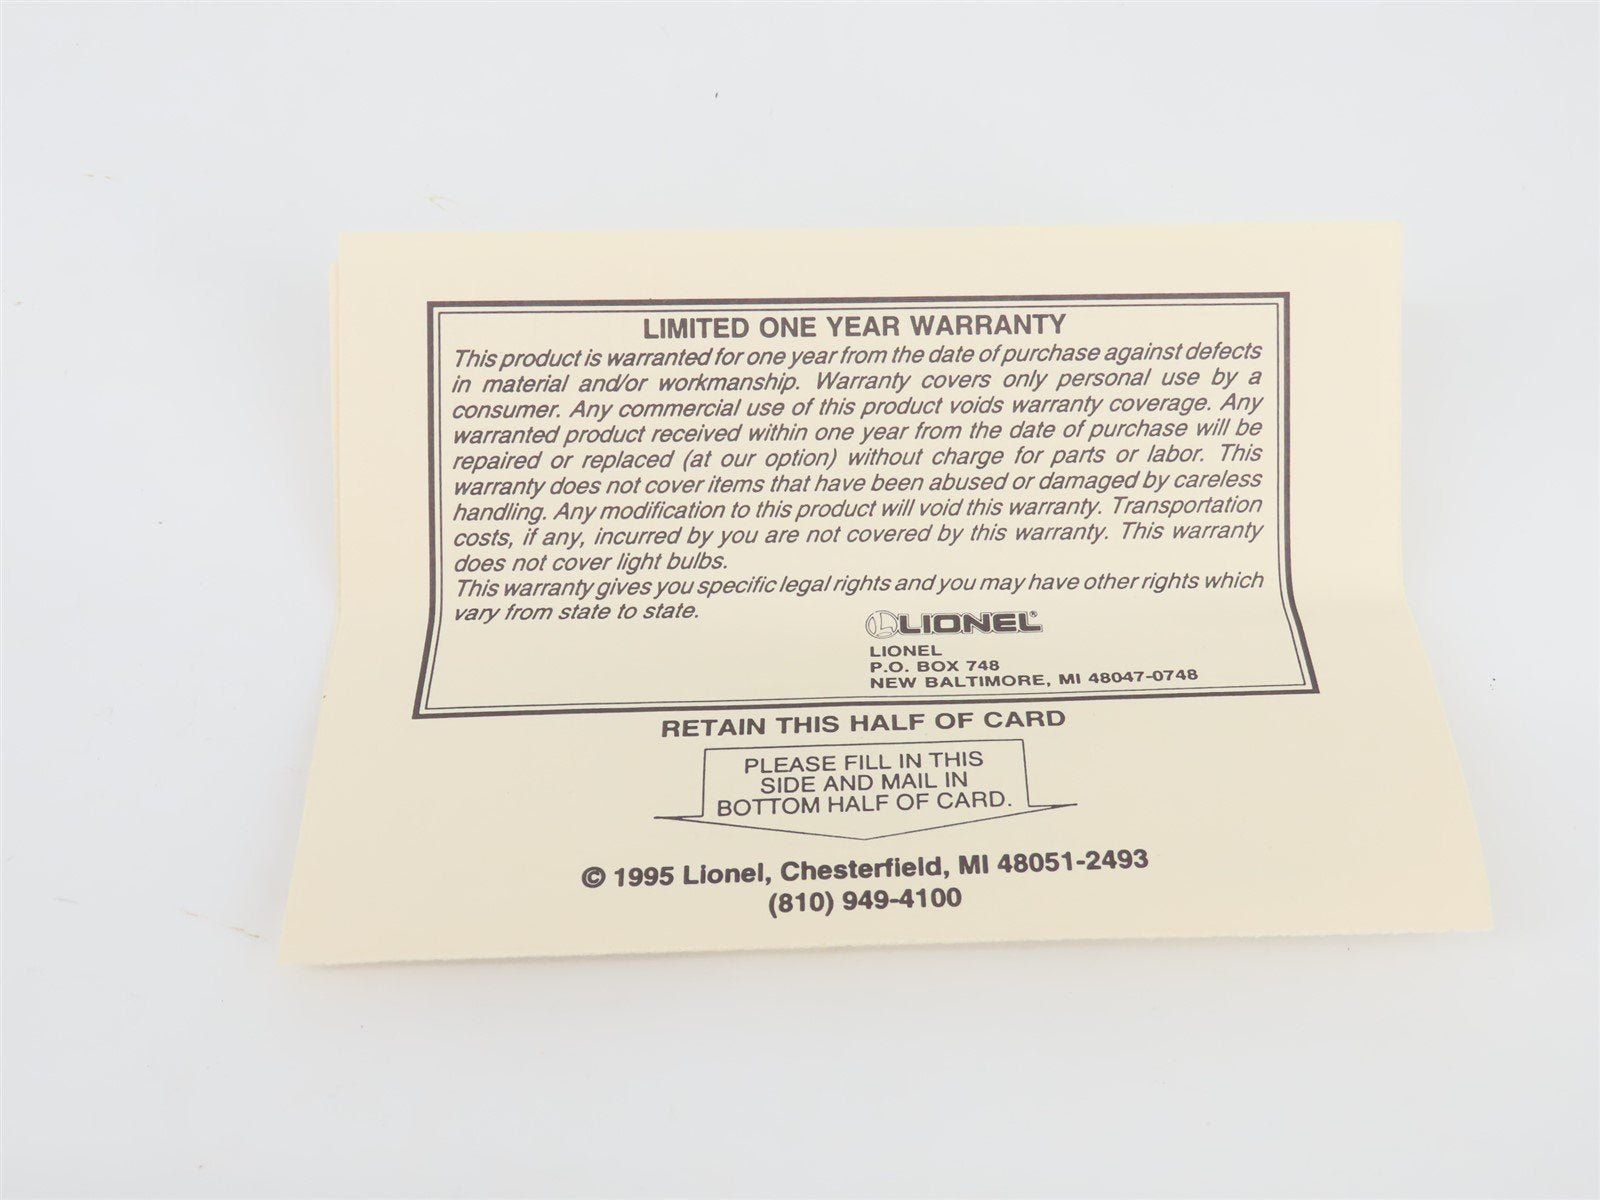 LIMITED ONE YEAR WARRANTY
This product is warranted for one year from the date of purchase against defects
in material and/or workmanship. Warranty covers only personal use by a
consumer. Any commercial use of this product voids warranty coverage. Any
warranted product received within one year from the date of purchase will be
repaired or replaced (at our option) without charge for parts or labor. This
warranty does not cover items that have been abused or damaged by careless
handling. Any modification to this product will void this warranty. Transportation
costs, if any, incurred by you are not covered by this warranty. This warranty
does not cover light bulbs.
This warranty gives you specific legal rights and you may have other rights which
vary from state to state.
LIONEL®
LIONEL
P.O. BOX 748
NEW BALTIMORE, MI 48047-0748
RETAIN THIS HALF OF CARD
PLEASE FILL IN THIS
SIDE AND MAIL IN
BOTTOM HALF OF CARD.
© 1995 Lionel, Chesterfield, MI 48051-2493
(810) 949-4100